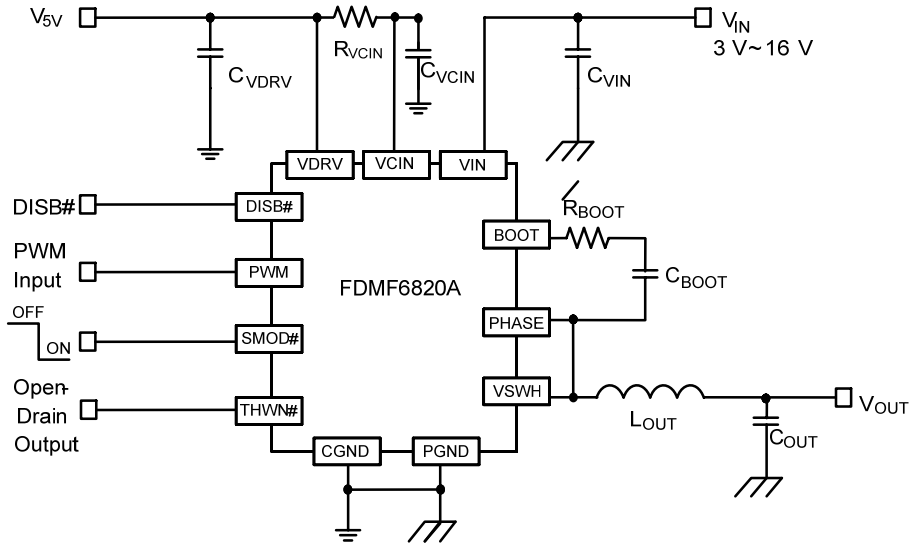 V5V
RVCIN
CVDRV
CVCIN
CVIN
VIN
3 V~16 V
VDRV
VCIN
VIN
DISB#
DISB#
PWM
Input
PWM
OFF
ON
SMOD#
Open-
Drain
Output
THWN#
FDMF6820A
BOOT
RBOOT
CBOOT
PHASE
VSWH
LOUT
COUT
VOUT
CGND
PGND